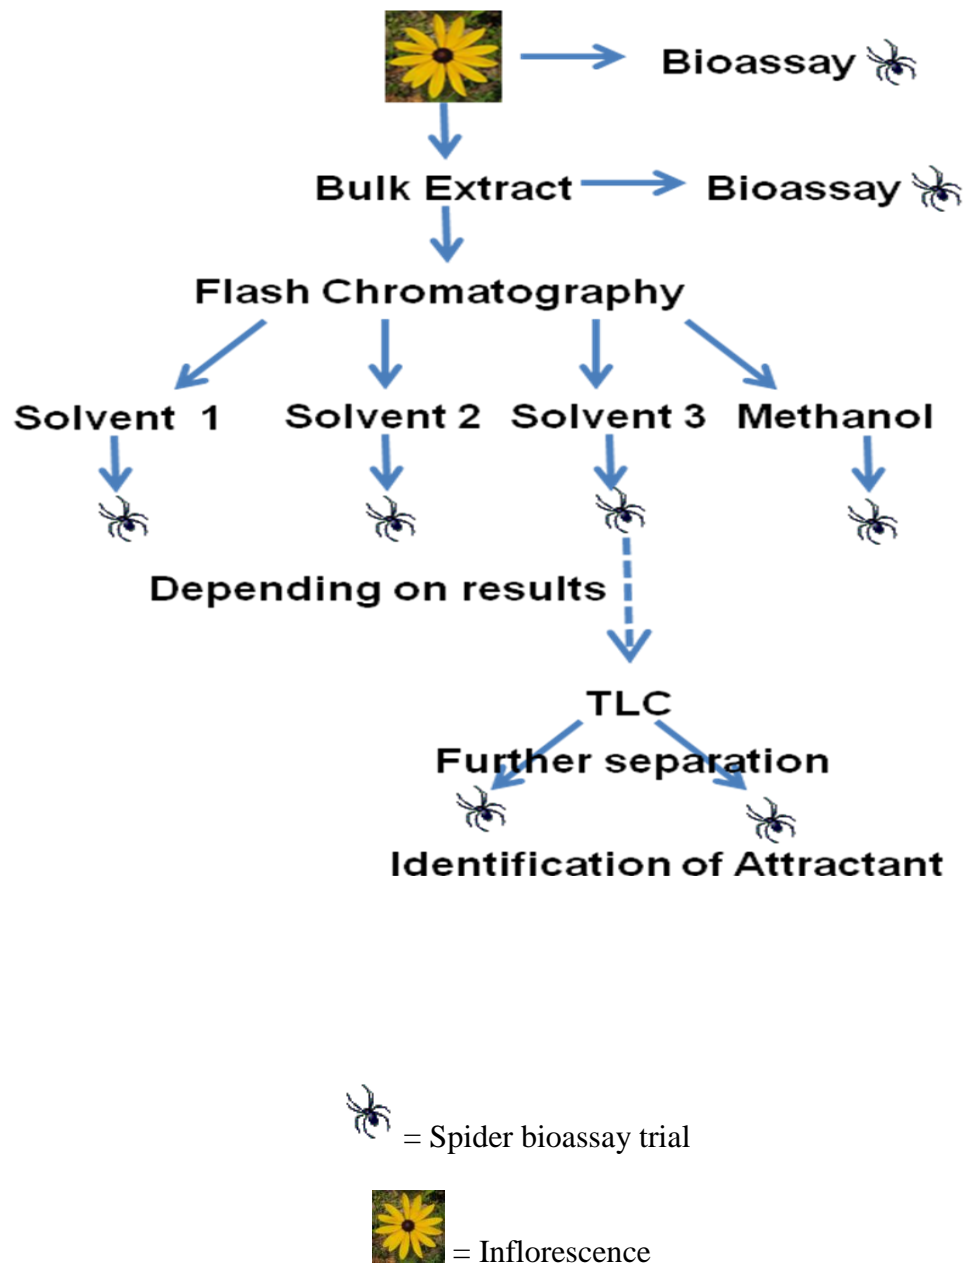 Bioassay
Bulk Extract
Bioassay
Flash Chromatography
Solvent 1
Solvent 2
Solvent 3
Methanol
Depending on results
TLC
Further separation
Identification of Attractant
= Spider bioassay trial
= Inflorescence